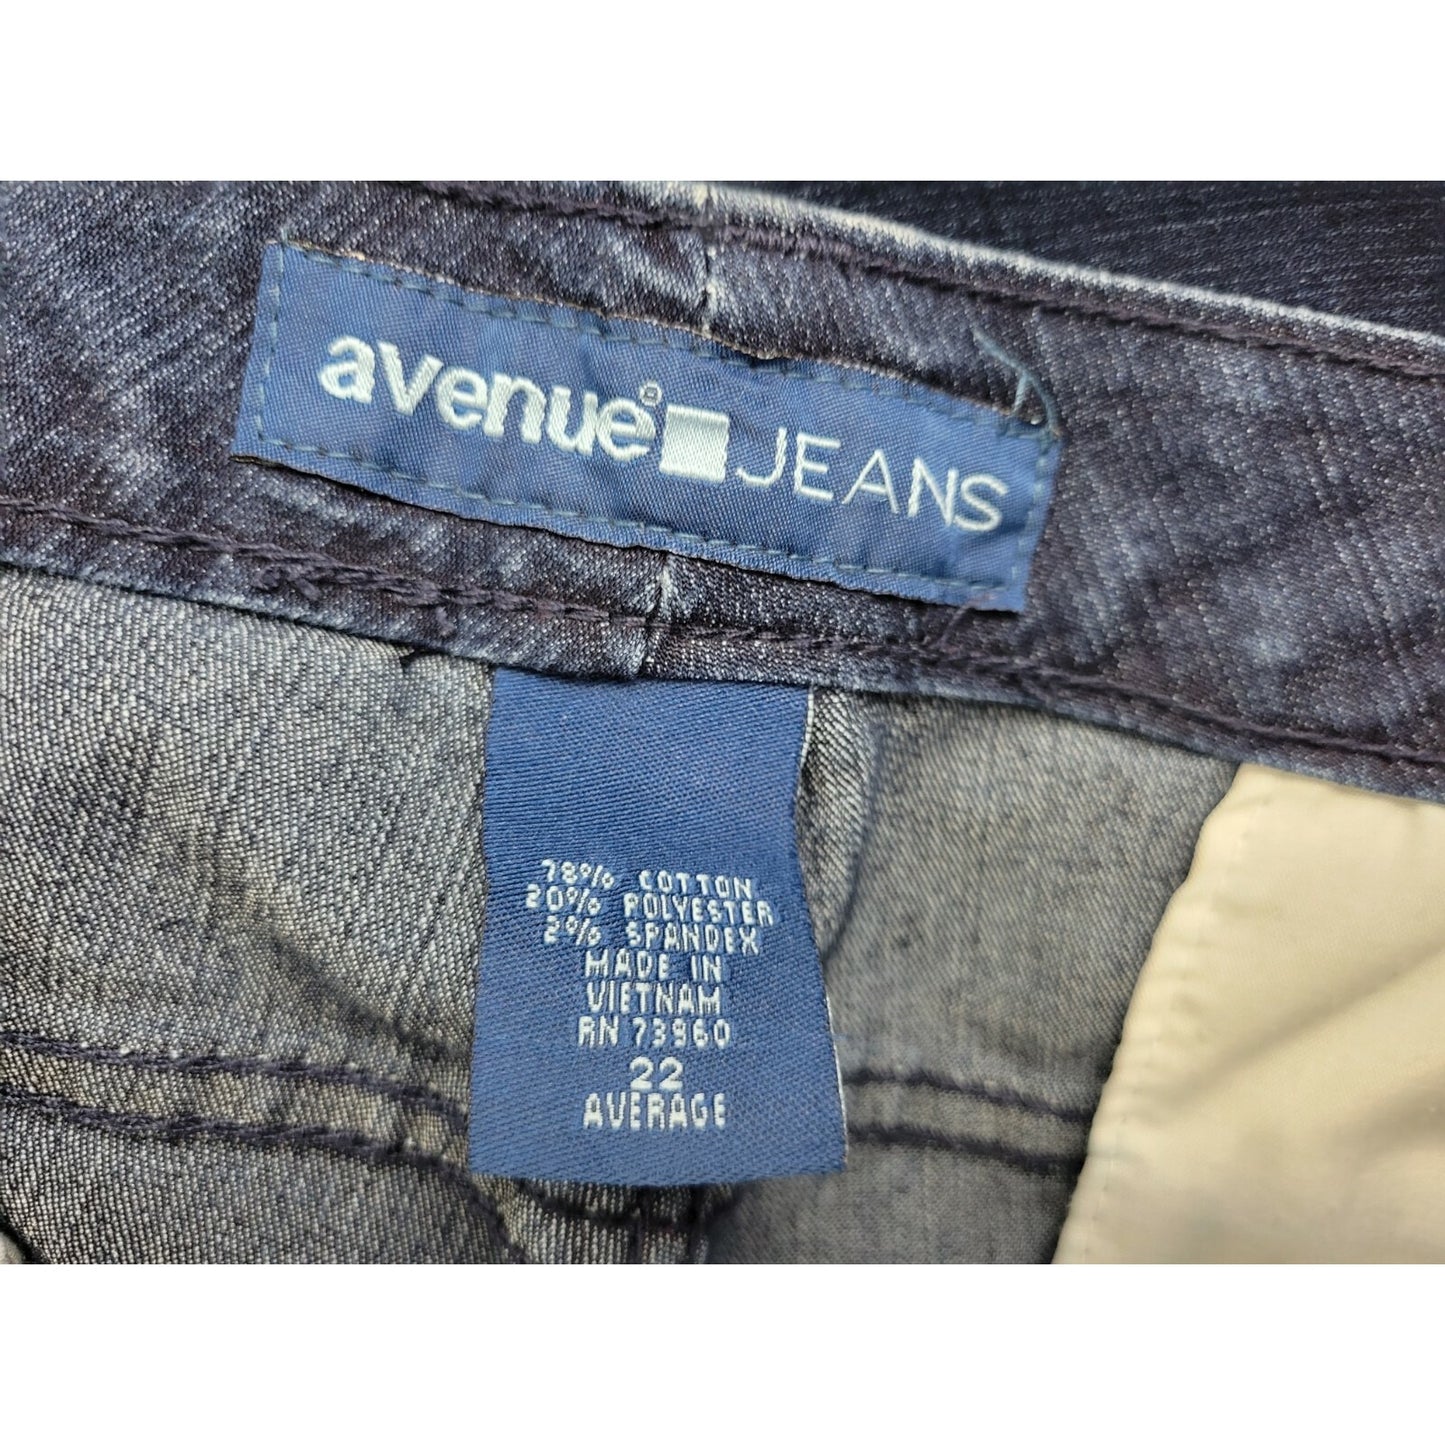 avenue® JEANS
78% COTTON
20% POLYESTER
2% SPANDEX
MADE IN
VIETNAM
RN 73960
22
AVERAGE